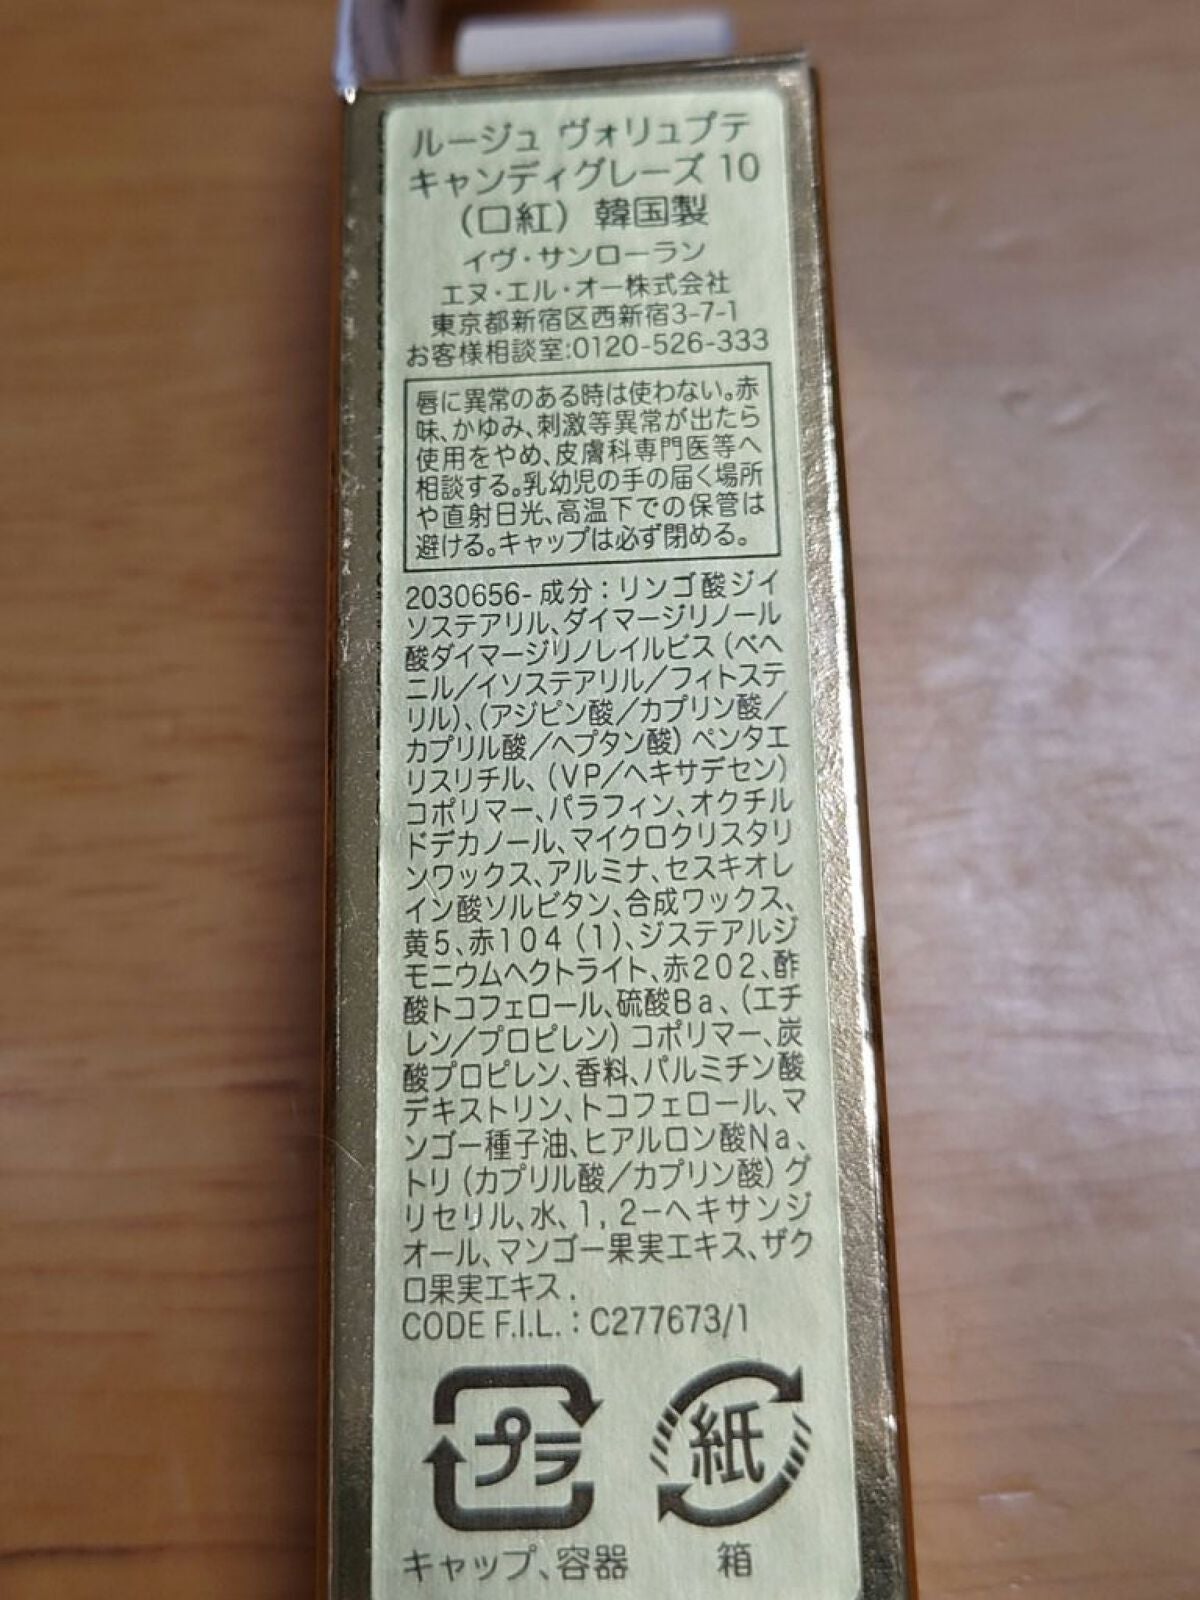 ルージュ ヴォリュプテ
キャンディグレーズ 10
（口紅） 韓国製
イヴ・サンローラン
エヌ・エル・オー株式会社
東京都新宿区西新宿3-7-1
お客様相談室:0120-526-333
唇に異常のある時は使わない。赤
味、かゆみ、刺激等異常が出たら
使用をやめ、皮膚科専門医等へ
相談する。乳幼児の手の届く場所
や直射日光、高温下での保管は
避ける。キャップは必ず閉める。
2030656- 成分：リンゴ酸ジイ
ソステアリル、ダイマージリノール
酸ダイマージリノレイルビス（ベヘ
ニル／イソステアリル／フィトステ
リル）、（アジピン酸／カプリン酸／
カプリル酸／ヘプタン酸）ペンタエ
リスリチル、（ＶＰ／ヘキサデセン）
コポリマー、パラフィン、オクチル
ドデカノール、マイクロクリスタリ
ンワックス、アルミナ、セスキオレ
イン酸ソルビタン、合成ワックス、
黄５、赤１０４（１）、ジステアルジ
モニウムヘクトライト、赤２０２、酢
酸トコフェロール、硫酸Ｂａ、（エチ
レン／プロピレン）コポリマー、炭
酸プロピレン、香料、パルミチン酸
デキストリン、トコフェロール、マ
ンゴー種子油、ヒアルロン酸Ｎａ、
トリ（カプリル酸／カプリン酸）グ
リセリル、水、１，２－ヘキサンジ
オール、マンゴー果実エキス、ザク
ロ果実エキス．
CODE F.I.L.：C277673/1
プラ 紙
キャップ、容器 箱